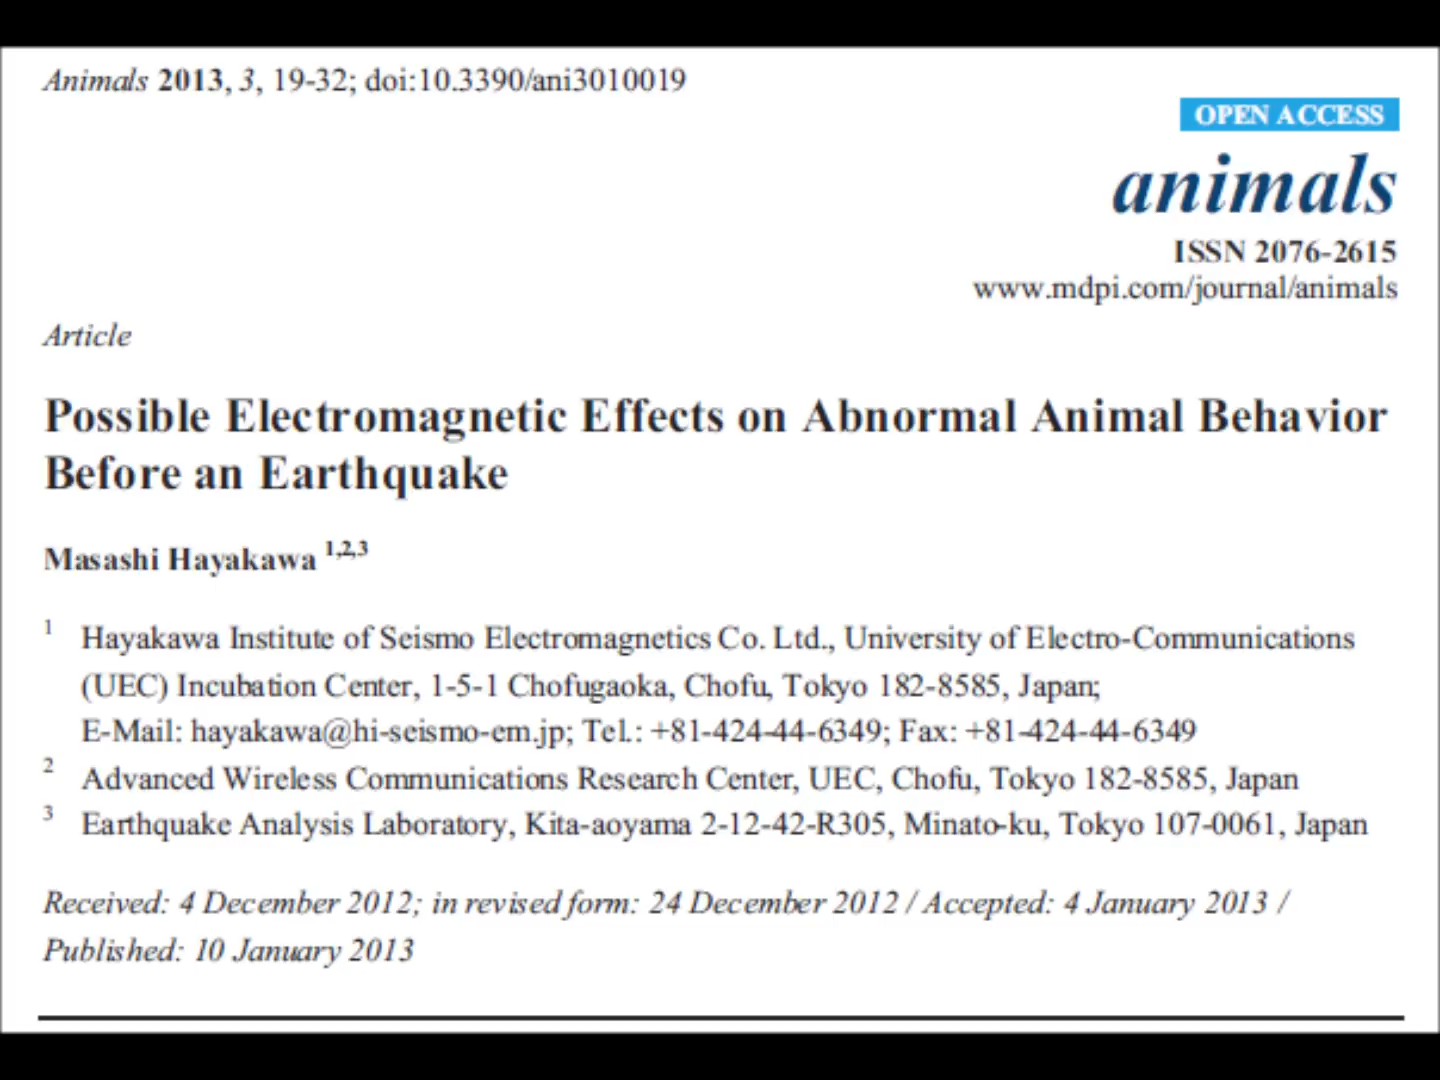 Animals 2013, 3, 19-32; doi:10.3390/ani3010019
OPEN ACCESS
animals
ISSN 2076-2615
www.mdpi.com/journal/animals
Article
Possible Electromagnetic Effects on Abnormal Animal Behavior
Before an Earthquake
Masashi Hayakawa 1,2,3
1 Hayakawa Institute of Seismo Electromagnetics Co. Ltd., University of Electro-Communications
(UEC) Incubation Center, 1-5-1 Chofugaoka, Chofu, Tokyo 182-8585, Japan;
E-Mail: hayakawa@hi-seismo-em.jp; Tel.: +81-424-44-6349; Fax: +81-424-44-6349
2 Advanced Wireless Communications Research Center, UEC, Chofu, Tokyo 182-8585, Japan
3 Earthquake Analysis Laboratory, Kita-aoyama 2-12-42-R305, Minato-ku, Tokyo 107-0061, Japan
Received: 4 December 2012; in revised form: 24 December 2012 / Accepted: 4 January 2013 /
Published: 10 January 2013